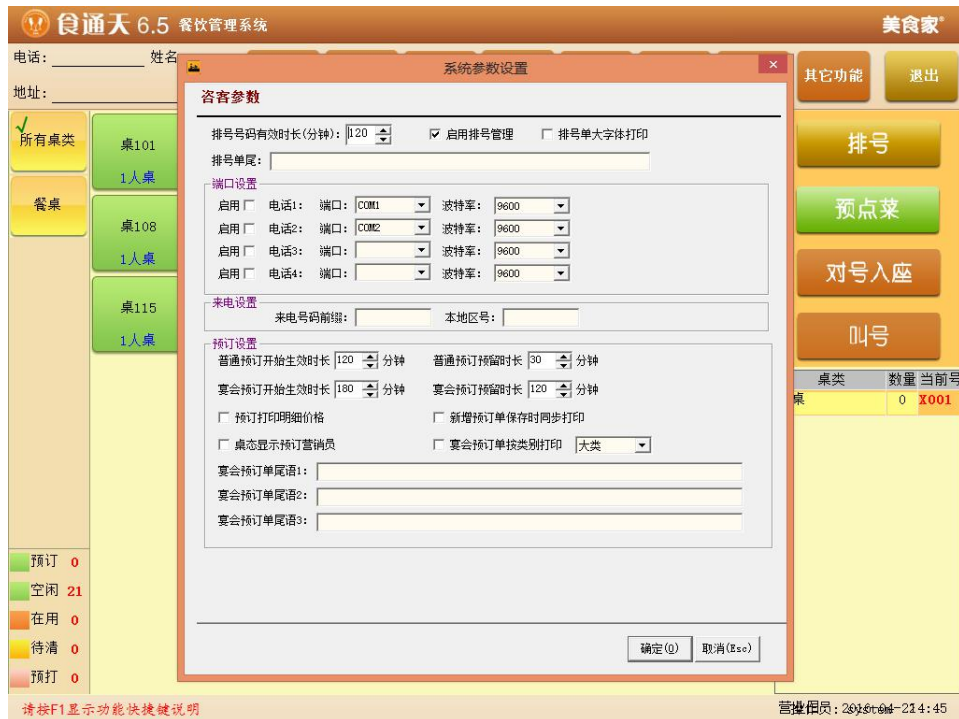 食通天 6.5 餐饮管理系统
美食家
电话: 姓名
地址:
其它功能
退出
系统参数设置
咨客参数
排号号码有效时长(分钟): 120 启用排号管理 排号单大字体打印
排号单尾:
端口设置
启用 电话1: 端口: COM1 波特率: 9600
启用 电话2: 端口: COM2 波特率: 9600
启用 电话3: 端口: 波特率: 9600
启用 电话4: 端口: 波特率: 9600
来电设置
来电号码前缀: 本地区号:
预订设置
普通预订开始生效时长 120 分钟 普通预订预留时长 30 分钟
宴会预订开始生效时长 180 分钟 宴会预订预留时长 120 分钟
预订打印明细价格 新增预订单保存时同步打印
桌态显示预订营销员 宴会预订单按类别打印 大类
宴会预订单尾语1:
宴会预订单尾语2:
宴会预订单尾语3:
确定(O) 取消(Esc)
所有桌类
餐桌
桌101
1人桌
桌108
1人桌
桌115
1人桌
预订 0
空闲 21
在用 0
待清 0
预打 0
排号
预点菜
对号入座
叫号
桌类 数量 当前号
桌 0 X001
请按F1显示功能快捷键说明